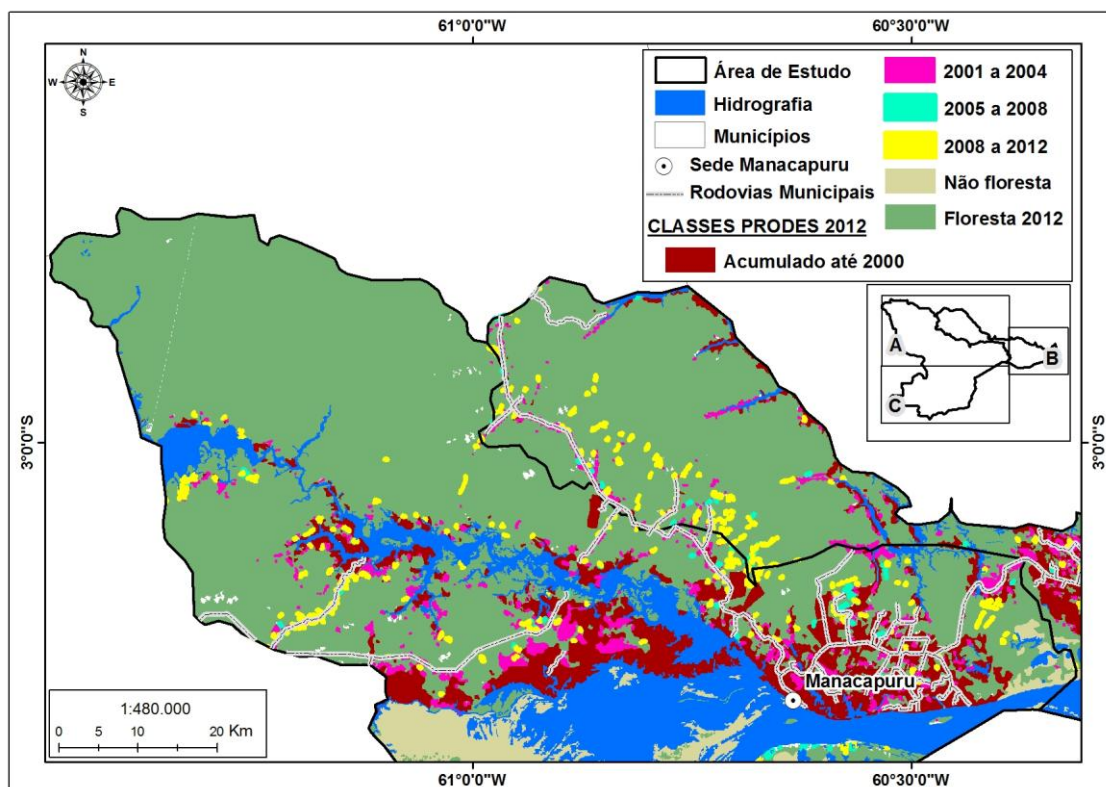 61°0'0"W
60°30'0"W
N
W
E
S
Área de Estudo
Hidrografia
Municípios
Sede Manacapuru
Rodovias Municipais
CLASSES PRODES 2012
Acumulado até 2000
2001 a 2004
2005 a 2008
2008 a 2012
Não floresta
Floresta 2012
A
B
C
3°0'0"S
3°0'0"S
Manacapuru
1:480.000
0 5 10 20 Km
61°0'0"W
60°30'0"W